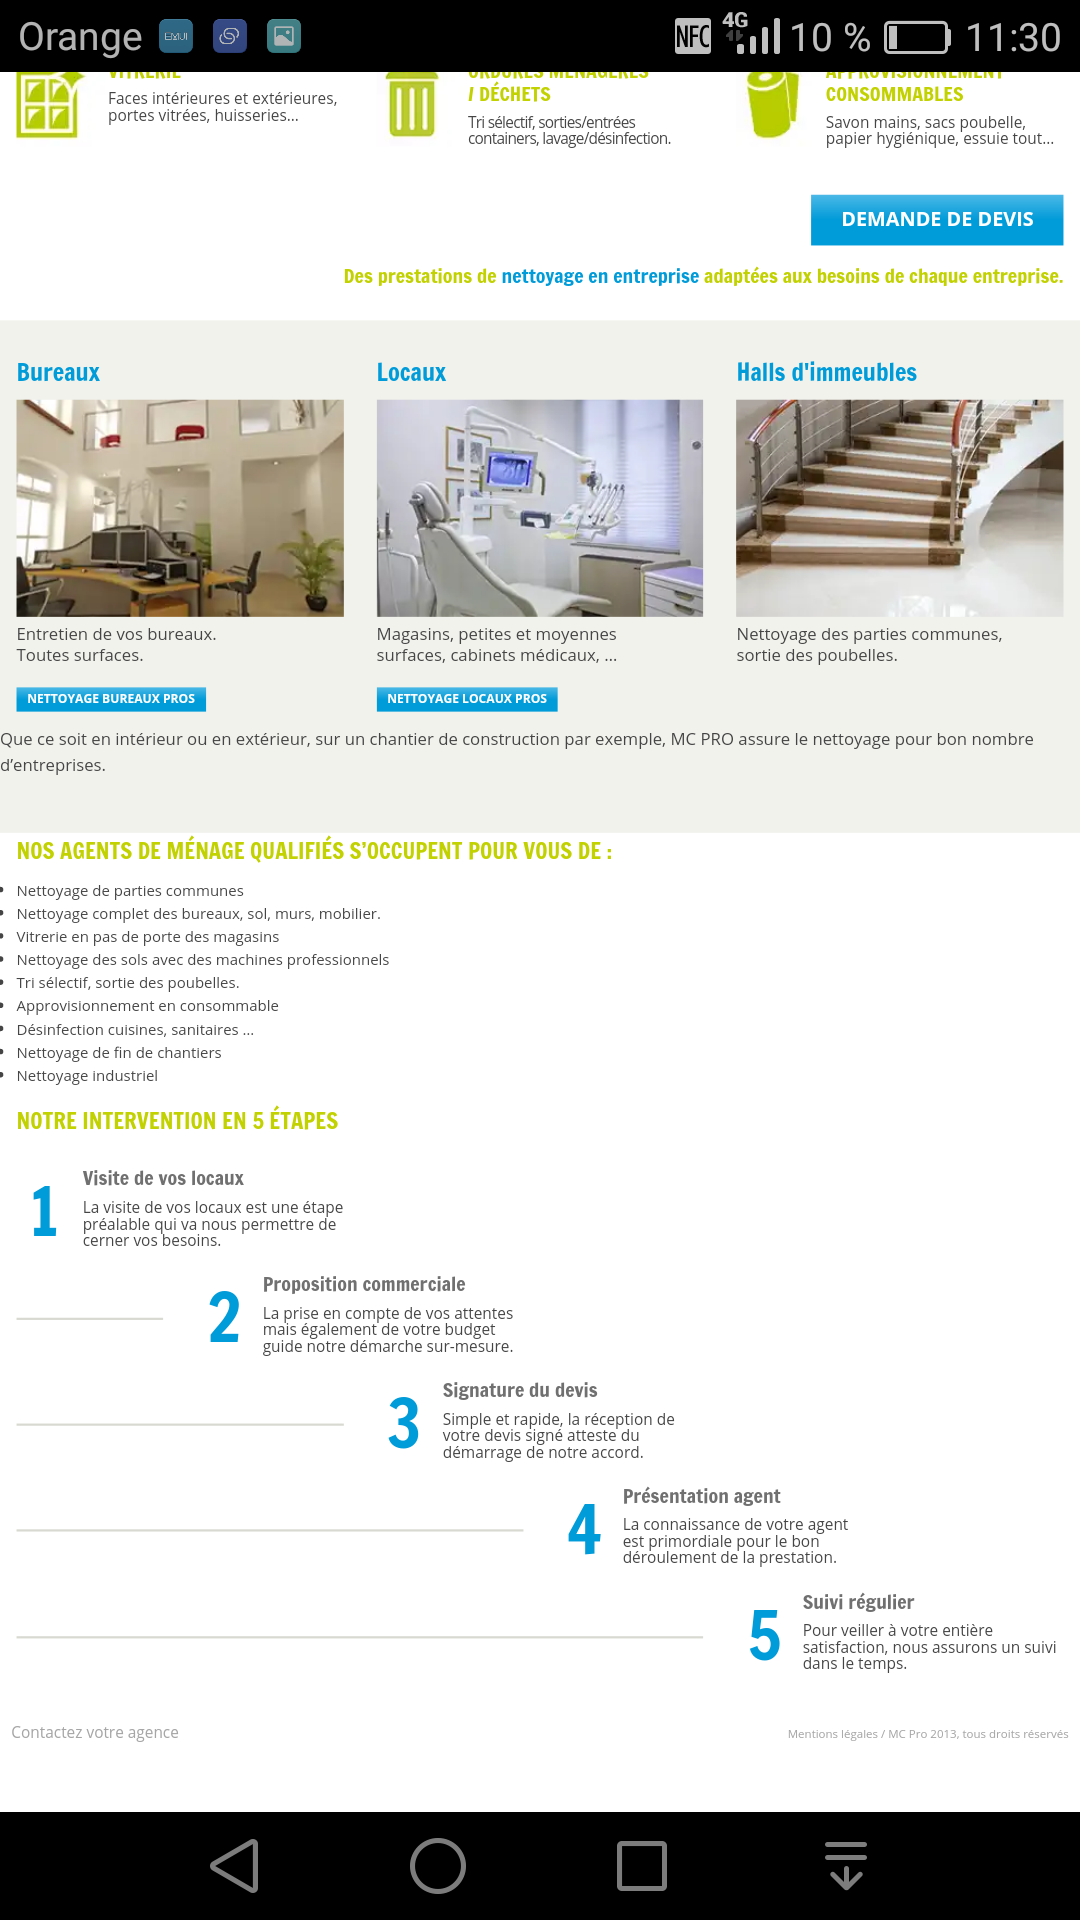 Orange EMUI NFC 4G 10 % 11:30
VITRERIE
Faces intérieures et extérieures,
portes vitrées, huisseries...
ORDURES MÉNAGÈRES
/ DÉCHETS
Tri sélectif, sorties/entrées
containers, lavage/désinfection.
APPROVISIONNEMENT
CONSOMMABLES
Savon mains, sacs poubelle,
papier hygiénique, essuie tout...
DEMANDE DE DEVIS
Des prestations de nettoyage en entreprise adaptées aux besoins de chaque entreprise.
Bureaux
Entretien de vos bureaux.
Toutes surfaces.
NETTOYAGE BUREAUX PROS
Locaux
Magasins, petites et moyennes
surfaces, cabinets médicaux, ...
NETTOYAGE LOCAUX PROS
Halls d'immeubles
Nettoyage des parties communes,
sortie des poubelles.
Que ce soit en intérieur ou en extérieur, sur un chantier de construction par exemple, MC PRO assure le nettoyage pour bon nombre
d’entreprises.
NOS AGENTS DE MÉNAGE QUALIFIÉS S’OCCUPENT POUR VOUS DE :
• Nettoyage de parties communes
• Nettoyage complet des bureaux, sol, murs, mobilier.
• Vitrerie en pas de porte des magasins
• Nettoyage des sols avec des machines professionnels
• Tri sélectif, sortie des poubelles.
• Approvisionnement en consommable
• Désinfection cuisines, sanitaires ...
• Nettoyage de fin de chantiers
• Nettoyage industriel
NOTRE INTERVENTION EN 5 ÉTAPES
1
Visite de vos locaux
La visite de vos locaux est une étape
préalable qui va nous permettre de
cerner vos besoins.
2
Proposition commerciale
La prise en compte de vos attentes
mais également de votre budget
guide notre démarche sur-mesure.
3
Signature du devis
Simple et rapide, la réception de
votre devis signé atteste du
démarrage de notre accord.
4
Présentation agent
La connaissance de votre agent
est primordiale pour le bon
déroulement de la prestation.
5
Suivi régulier
Pour veiller à votre entière
satisfaction, nous assurons un suivi
dans le temps.
Contactez votre agence
Mentions légales / MC Pro 2013, tous droits réservés